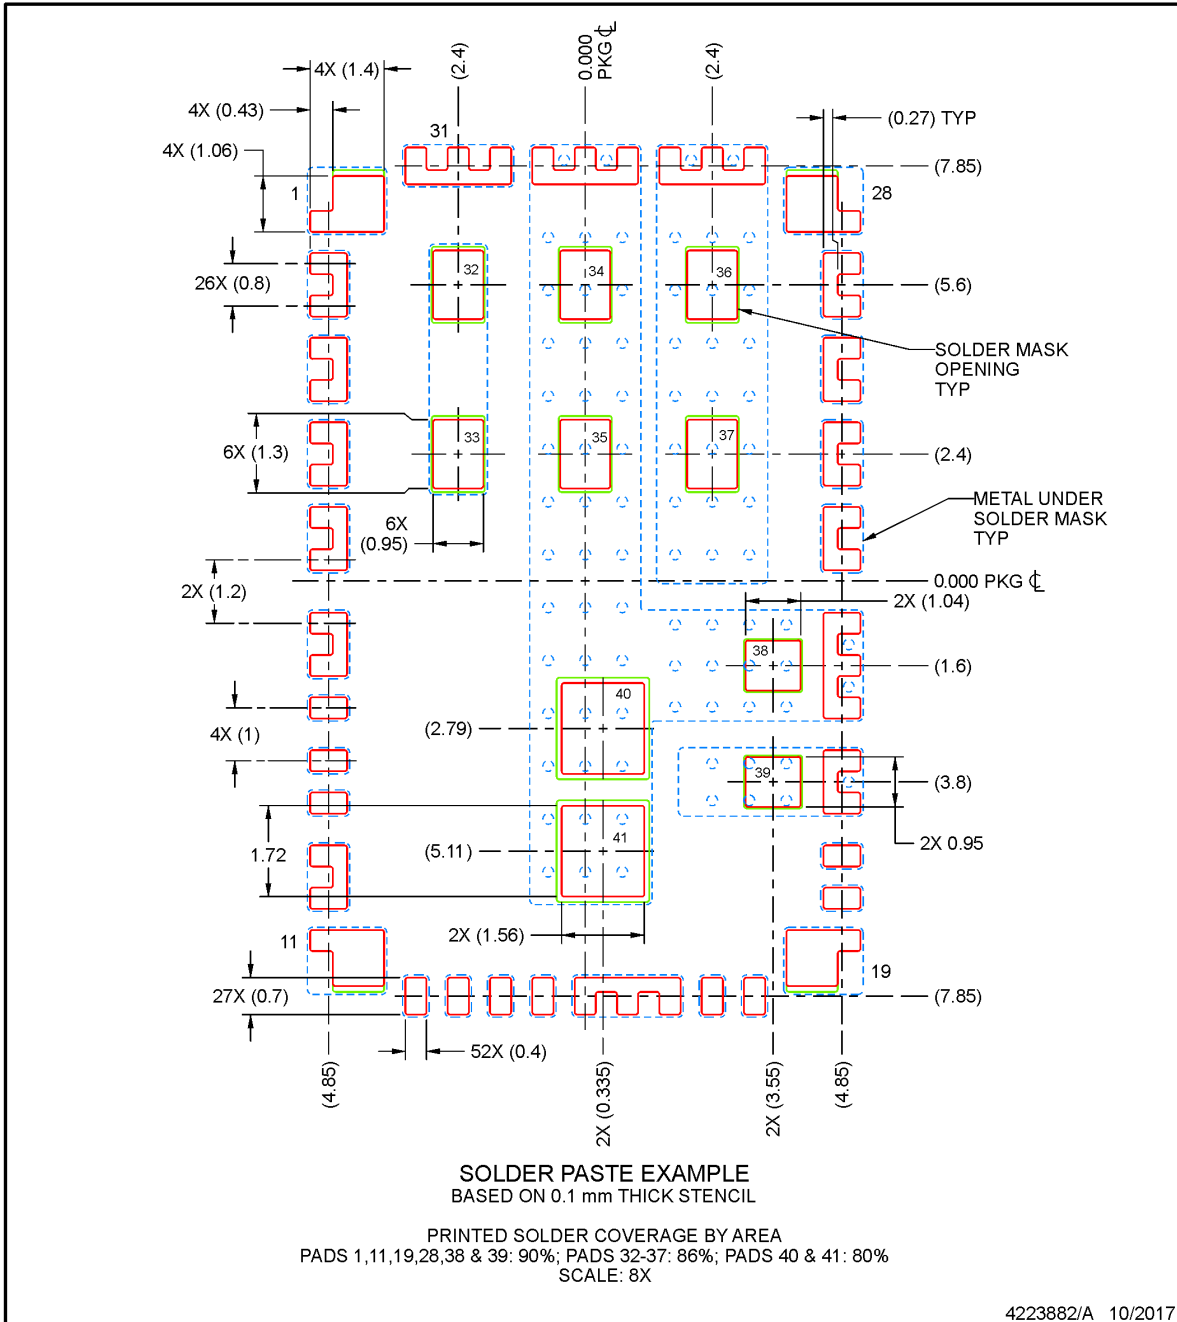 (2.4)
0.000
PKG ℄
(2.4)
4X (1.4)
4X (0.43)
(0.27) TYP
31
4X (1.06)
(7.85)
1
28
32
34
36
26X (0.8)
(5.6)
SOLDER MASK
OPENING
TYP
33
35
37
6X (1.3)
(2.4)
METAL UNDER
SOLDER MASK
TYP
6X
(0.95)
0.000 PKG ℄
2X (1.2)
2X (1.04)
38
(1.6)
40
4X (1)
(2.79)
39
(3.8)
41
1.72
(5.11)
2X 0.95
2X (1.56)
11
19
27X (0.7)
(7.85)
52X (0.4)
(4.85)
2X (0.335)
2X (3.55)
(4.85)
SOLDER PASTE EXAMPLE
BASED ON 0.1 mm THICK STENCIL
PRINTED SOLDER COVERAGE BY AREA
PADS 1,11,19,28,38 & 39: 90%; PADS 32-37: 86%; PADS 40 & 41: 80%
SCALE: 8X
4223882/A 10/2017